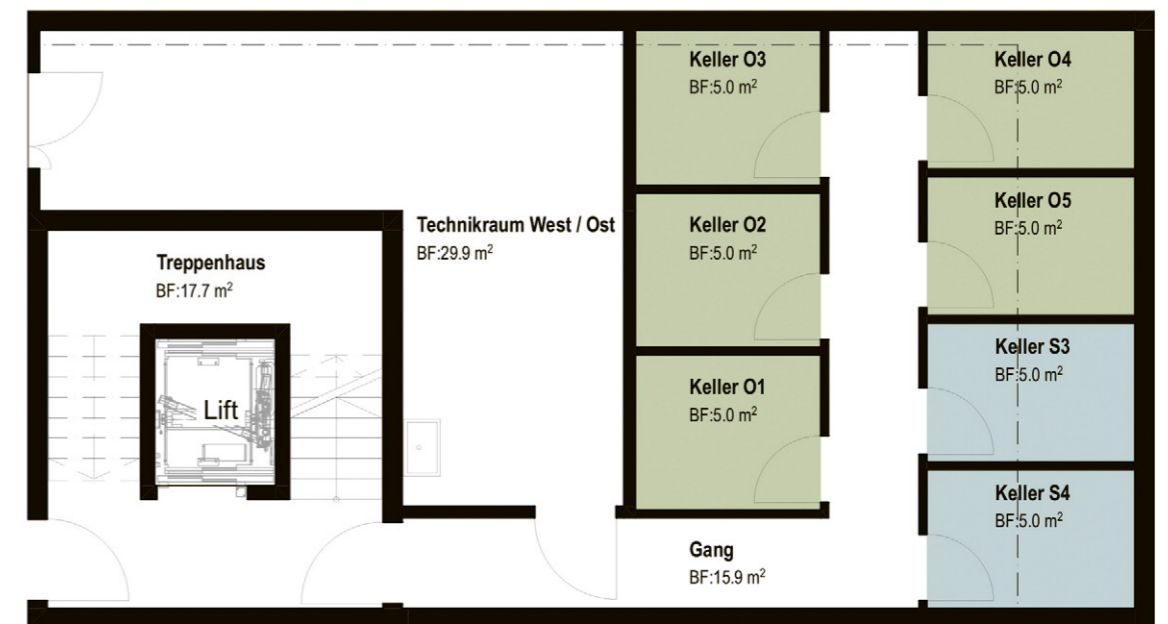 Keller O3
BF:5.0 m²
Keller O4
BF:5.0 m²
Technikraum West / Ost
BF:29.9 m²
Keller O2
BF:5.0 m²
Keller O5
BF:5.0 m²
Treppenhaus
BF:17.7 m²
Keller S3
BF:5.0 m²
Lift
Keller O1
BF:5.0 m²
Keller S4
BF:5.0 m²
Gang
BF:15.9 m²